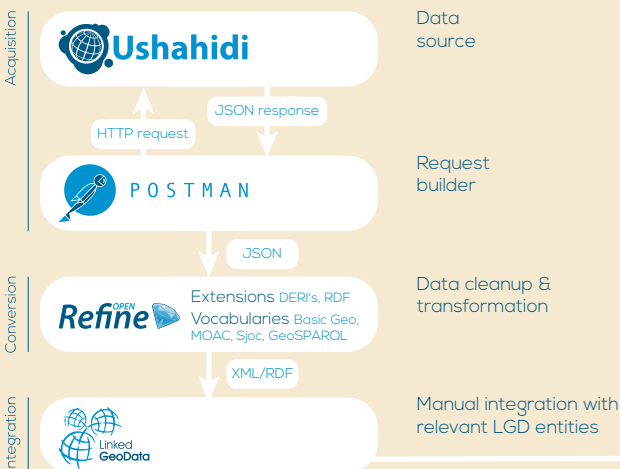 Acquisition
Ushahidi
Data
source
HTTP request
JSON response
POSTMAN
Request
builder
JSON
Conversion
OPEN
Refine
Extensions DERI's, RDF
Vocabularies Basic Geo,
MOAC, Sjoc, GeoSPARQL
Data cleanup &
transformation
XML/RDF
Linked
GeoData
Manual integration with
relevant LGD entities